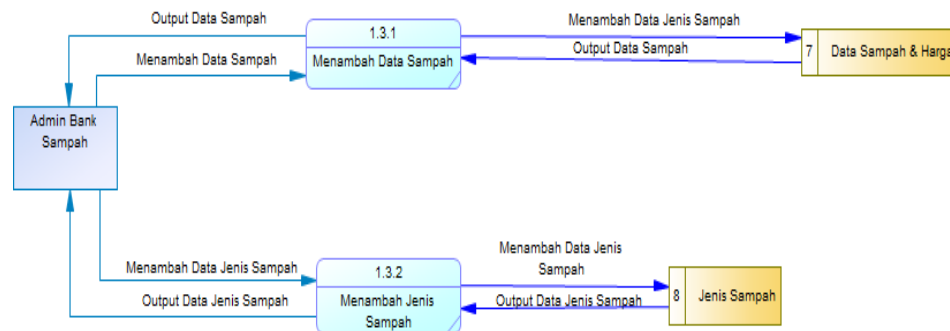 Output Data Sampah
Menambah Data Sampah
1.3.1
Menambah Data Sampah
Menambah Data Jenis Sampah
Output Data Sampah
7
Data Sampah & Harga
Admin Bank
Sampah
Menambah Data Jenis Sampah
Output Data Jenis Sampah
1.3.2
Menambah Jenis
Sampah
Menambah Data Jenis
Sampah
Output Data Jenis Sampah
8
Jenis Sampah